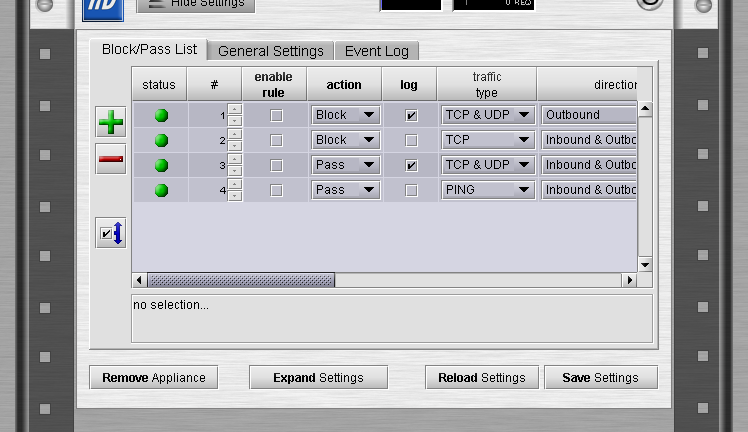 Hide Settings
0 REQ
Block/Pass List General Settings Event Log
status # enable rule action log traffic type direction
1 Block TCP & UDP Outbound
2 Block TCP Inbound & Outbo
3 Pass TCP & UDP Inbound & Outbo
4 Pass PING Inbound & Outbo
no selection...
Remove Appliance Expand Settings Reload Settings Save Settings